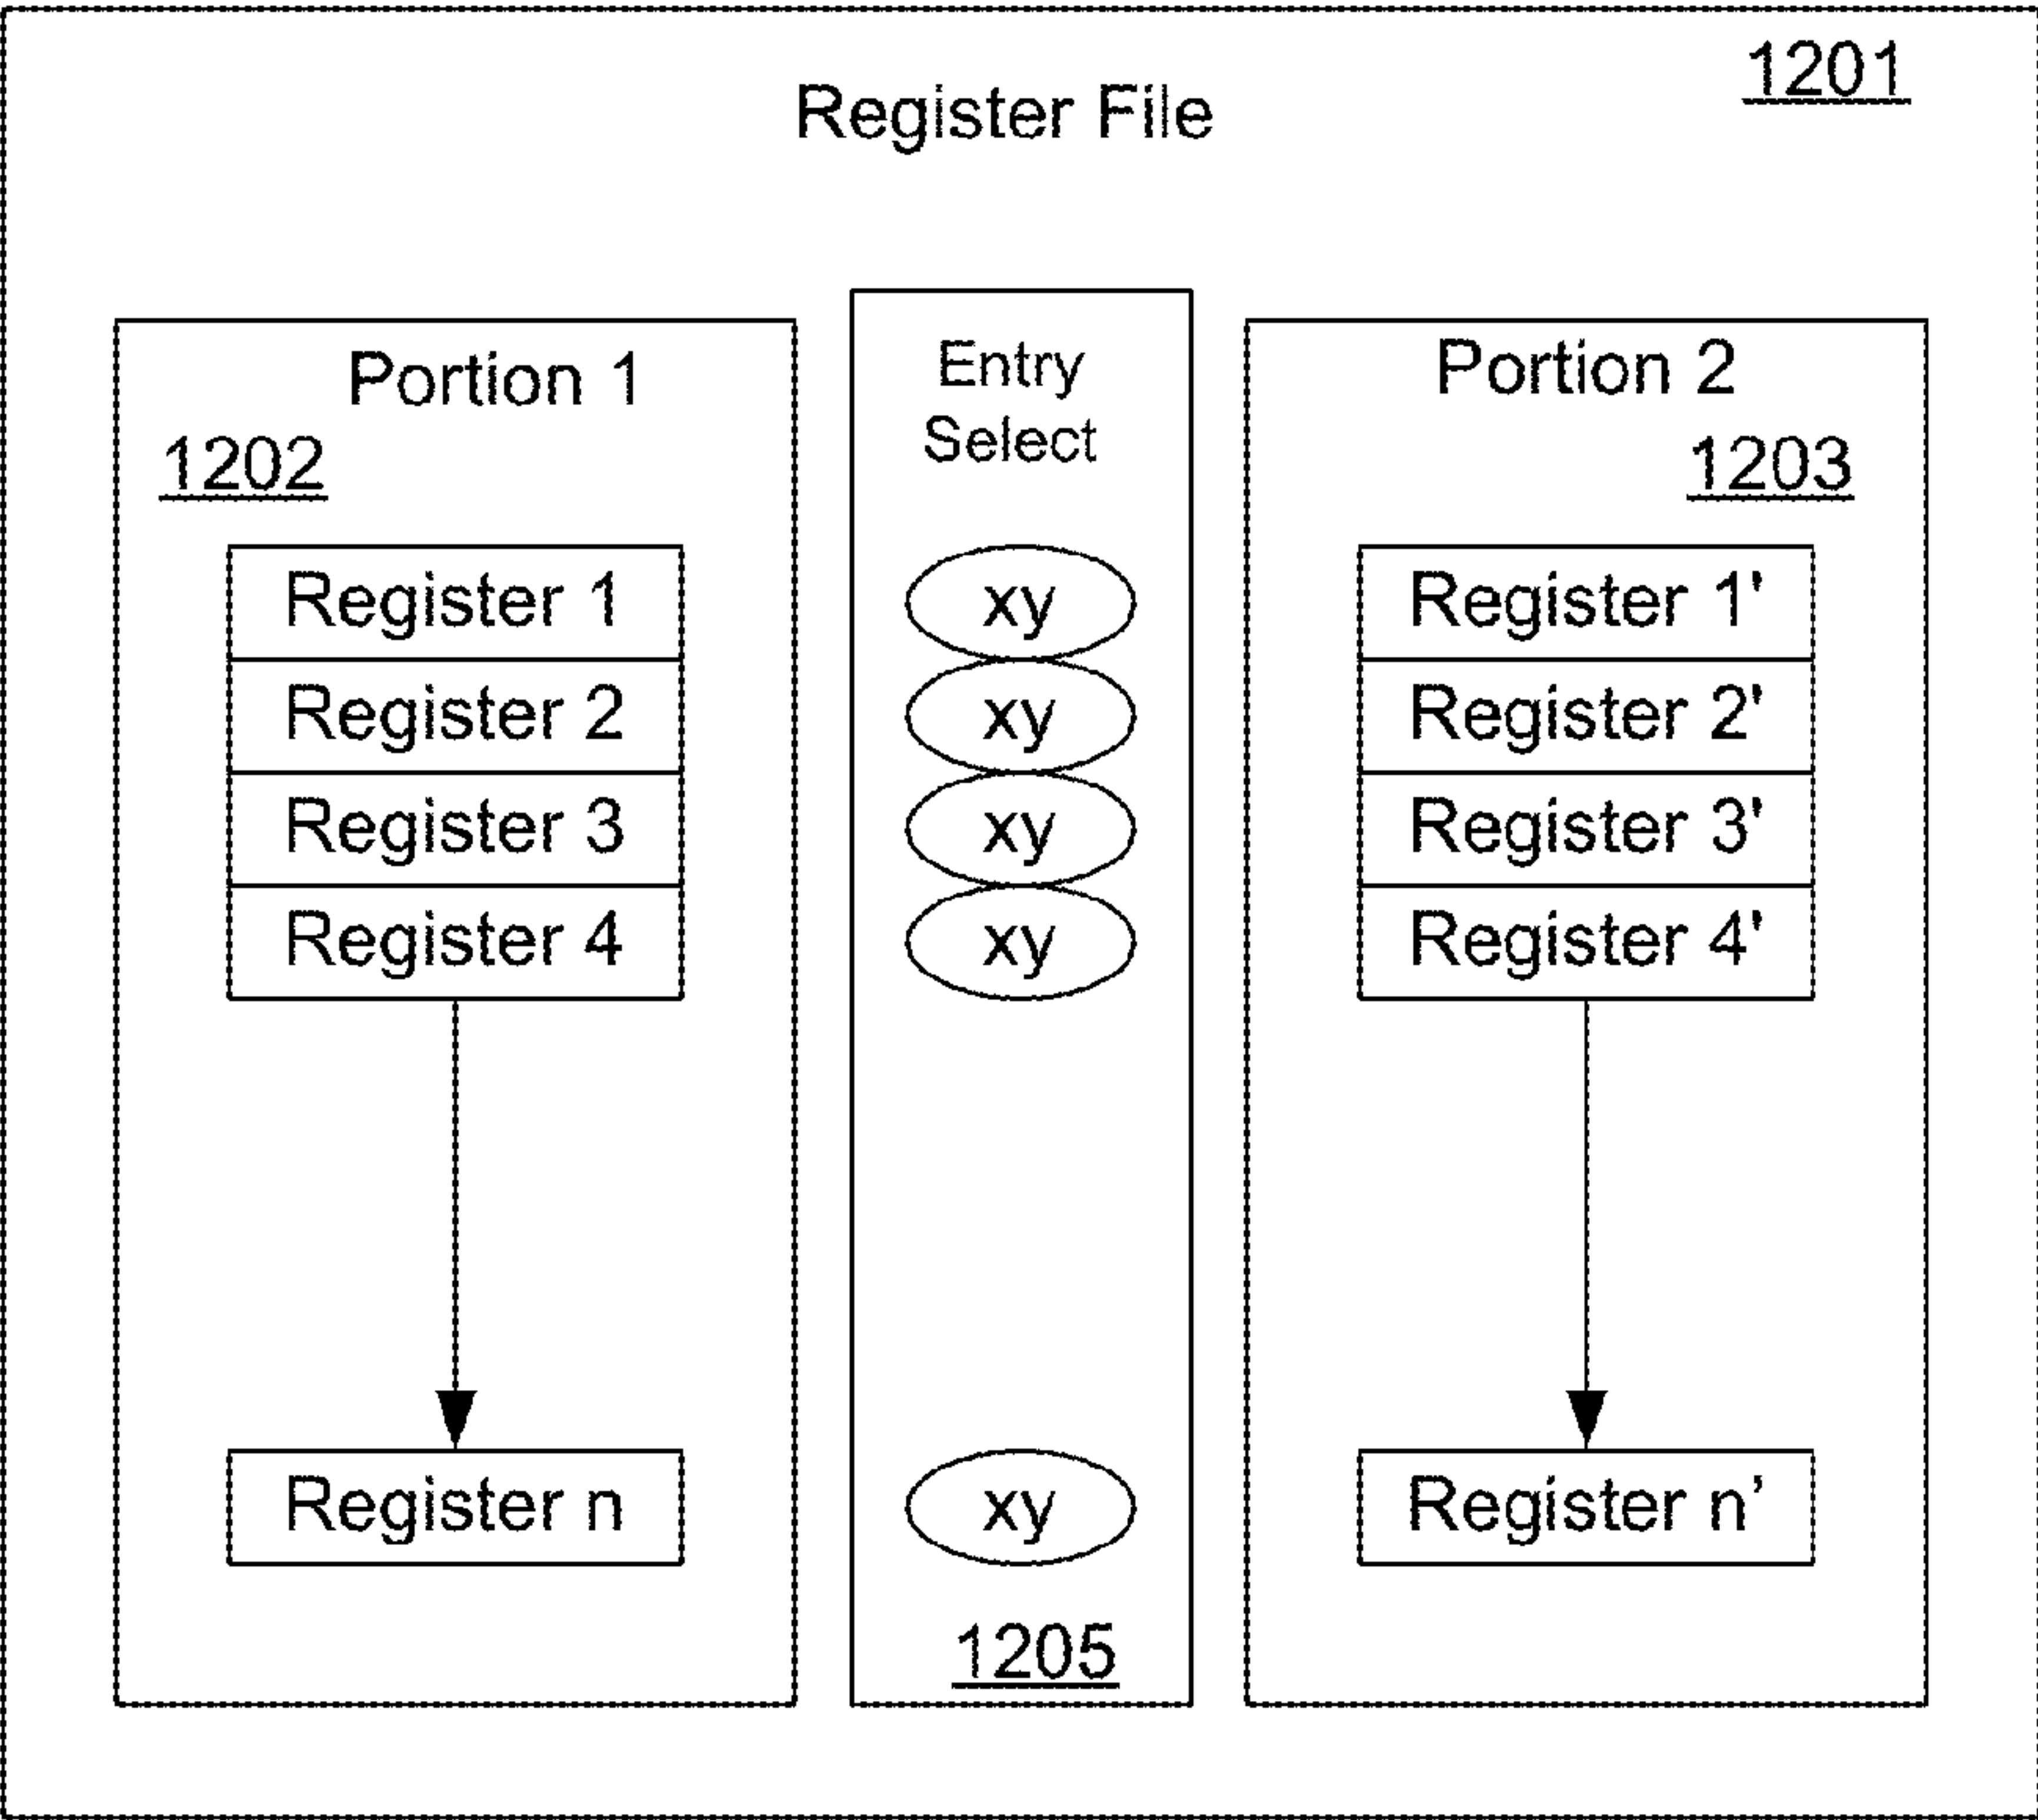 1201
Register File
Portion 1
1202
Register 1
Register 2
Register 3
Register 4
Register n
Entry
Select
xy
xy
xy
xy
xy
1205
Portion 2
1203
Register 1'
Register 2'
Register 3'
Register 4'
Register n’